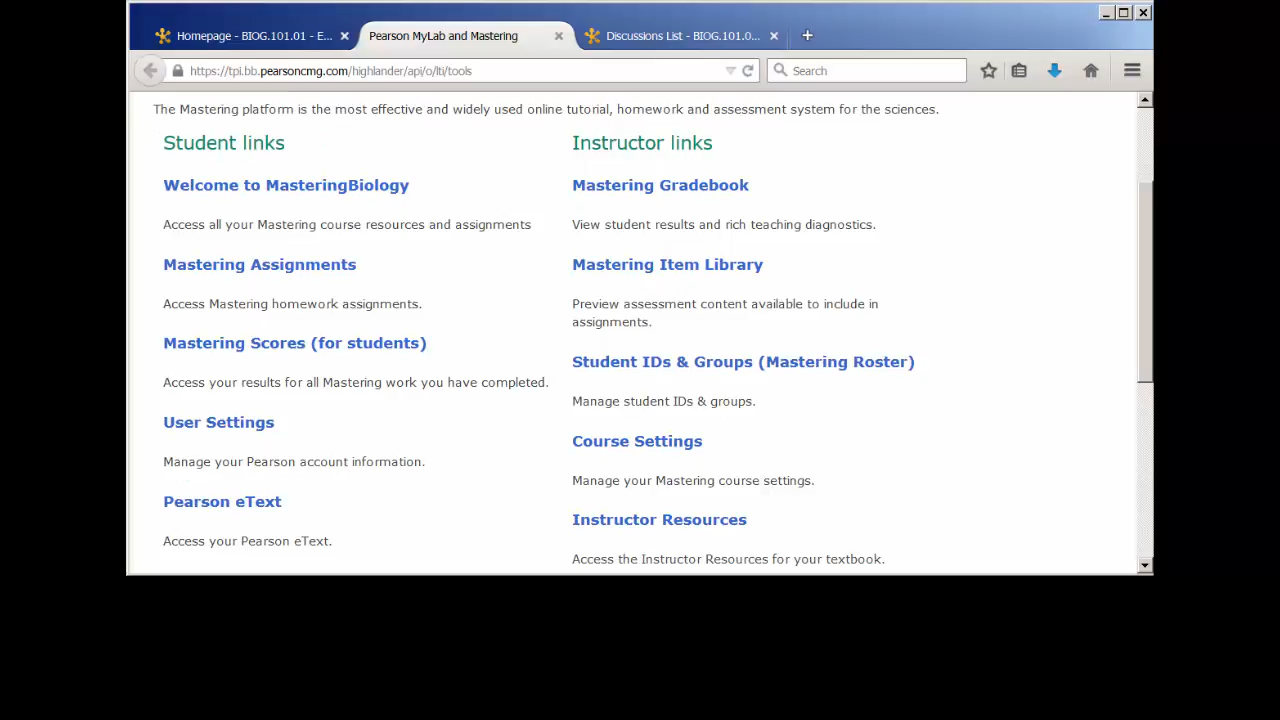 Homepage - BIOG.101.01 - E...
Pearson MyLab and Mastering
Discussions List - BIOG.101.0...
https://tpi.bb.pearsoncmg.com/highlander/api/o/lti/tools
Search
The Mastering platform is the most effective and widely used online tutorial, homework and assessment system for the sciences.
Student links
Welcome to MasteringBiology
Access all your Mastering course resources and assignments
Mastering Assignments
Access Mastering homework assignments.
Mastering Scores (for students)
Access your results for all Mastering work you have completed.
User Settings
Manage your Pearson account information.
Pearson eText
Access your Pearson eText.
Instructor links
Mastering Gradebook
View student results and rich teaching diagnostics.
Mastering Item Library
Preview assessment content available to include in
assignments.
Student IDs & Groups (Mastering Roster)
Manage student IDs & groups.
Course Settings
Manage your Mastering course settings.
Instructor Resources
Access the Instructor Resources for your textbook.